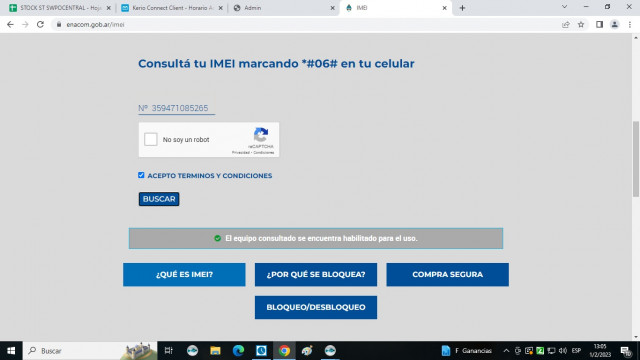 STOCK ST SWPOCENTRAL - Hoja
Kerio Connect Client - Horario A
Admin
IMEI
enacom.gob.ar/imei
Consultá tu IMEI marcando *#06# en tu celular
Nº 359471085265
No soy un robot
reCAPTCHA
Privacidad - Condiciones
ACEPTO TERMINOS Y CONDICIONES
BUSCAR
El equipo consultado se encuentra habilitado para el uso.
¿QUÉ ES IMEI?
¿POR QUÉ SE BLOQUEA?
COMPRA SEGURA
BLOQUEO/DESBLOQUEO
Buscar
F Ganancias
ESP
13:05
1/2/2023